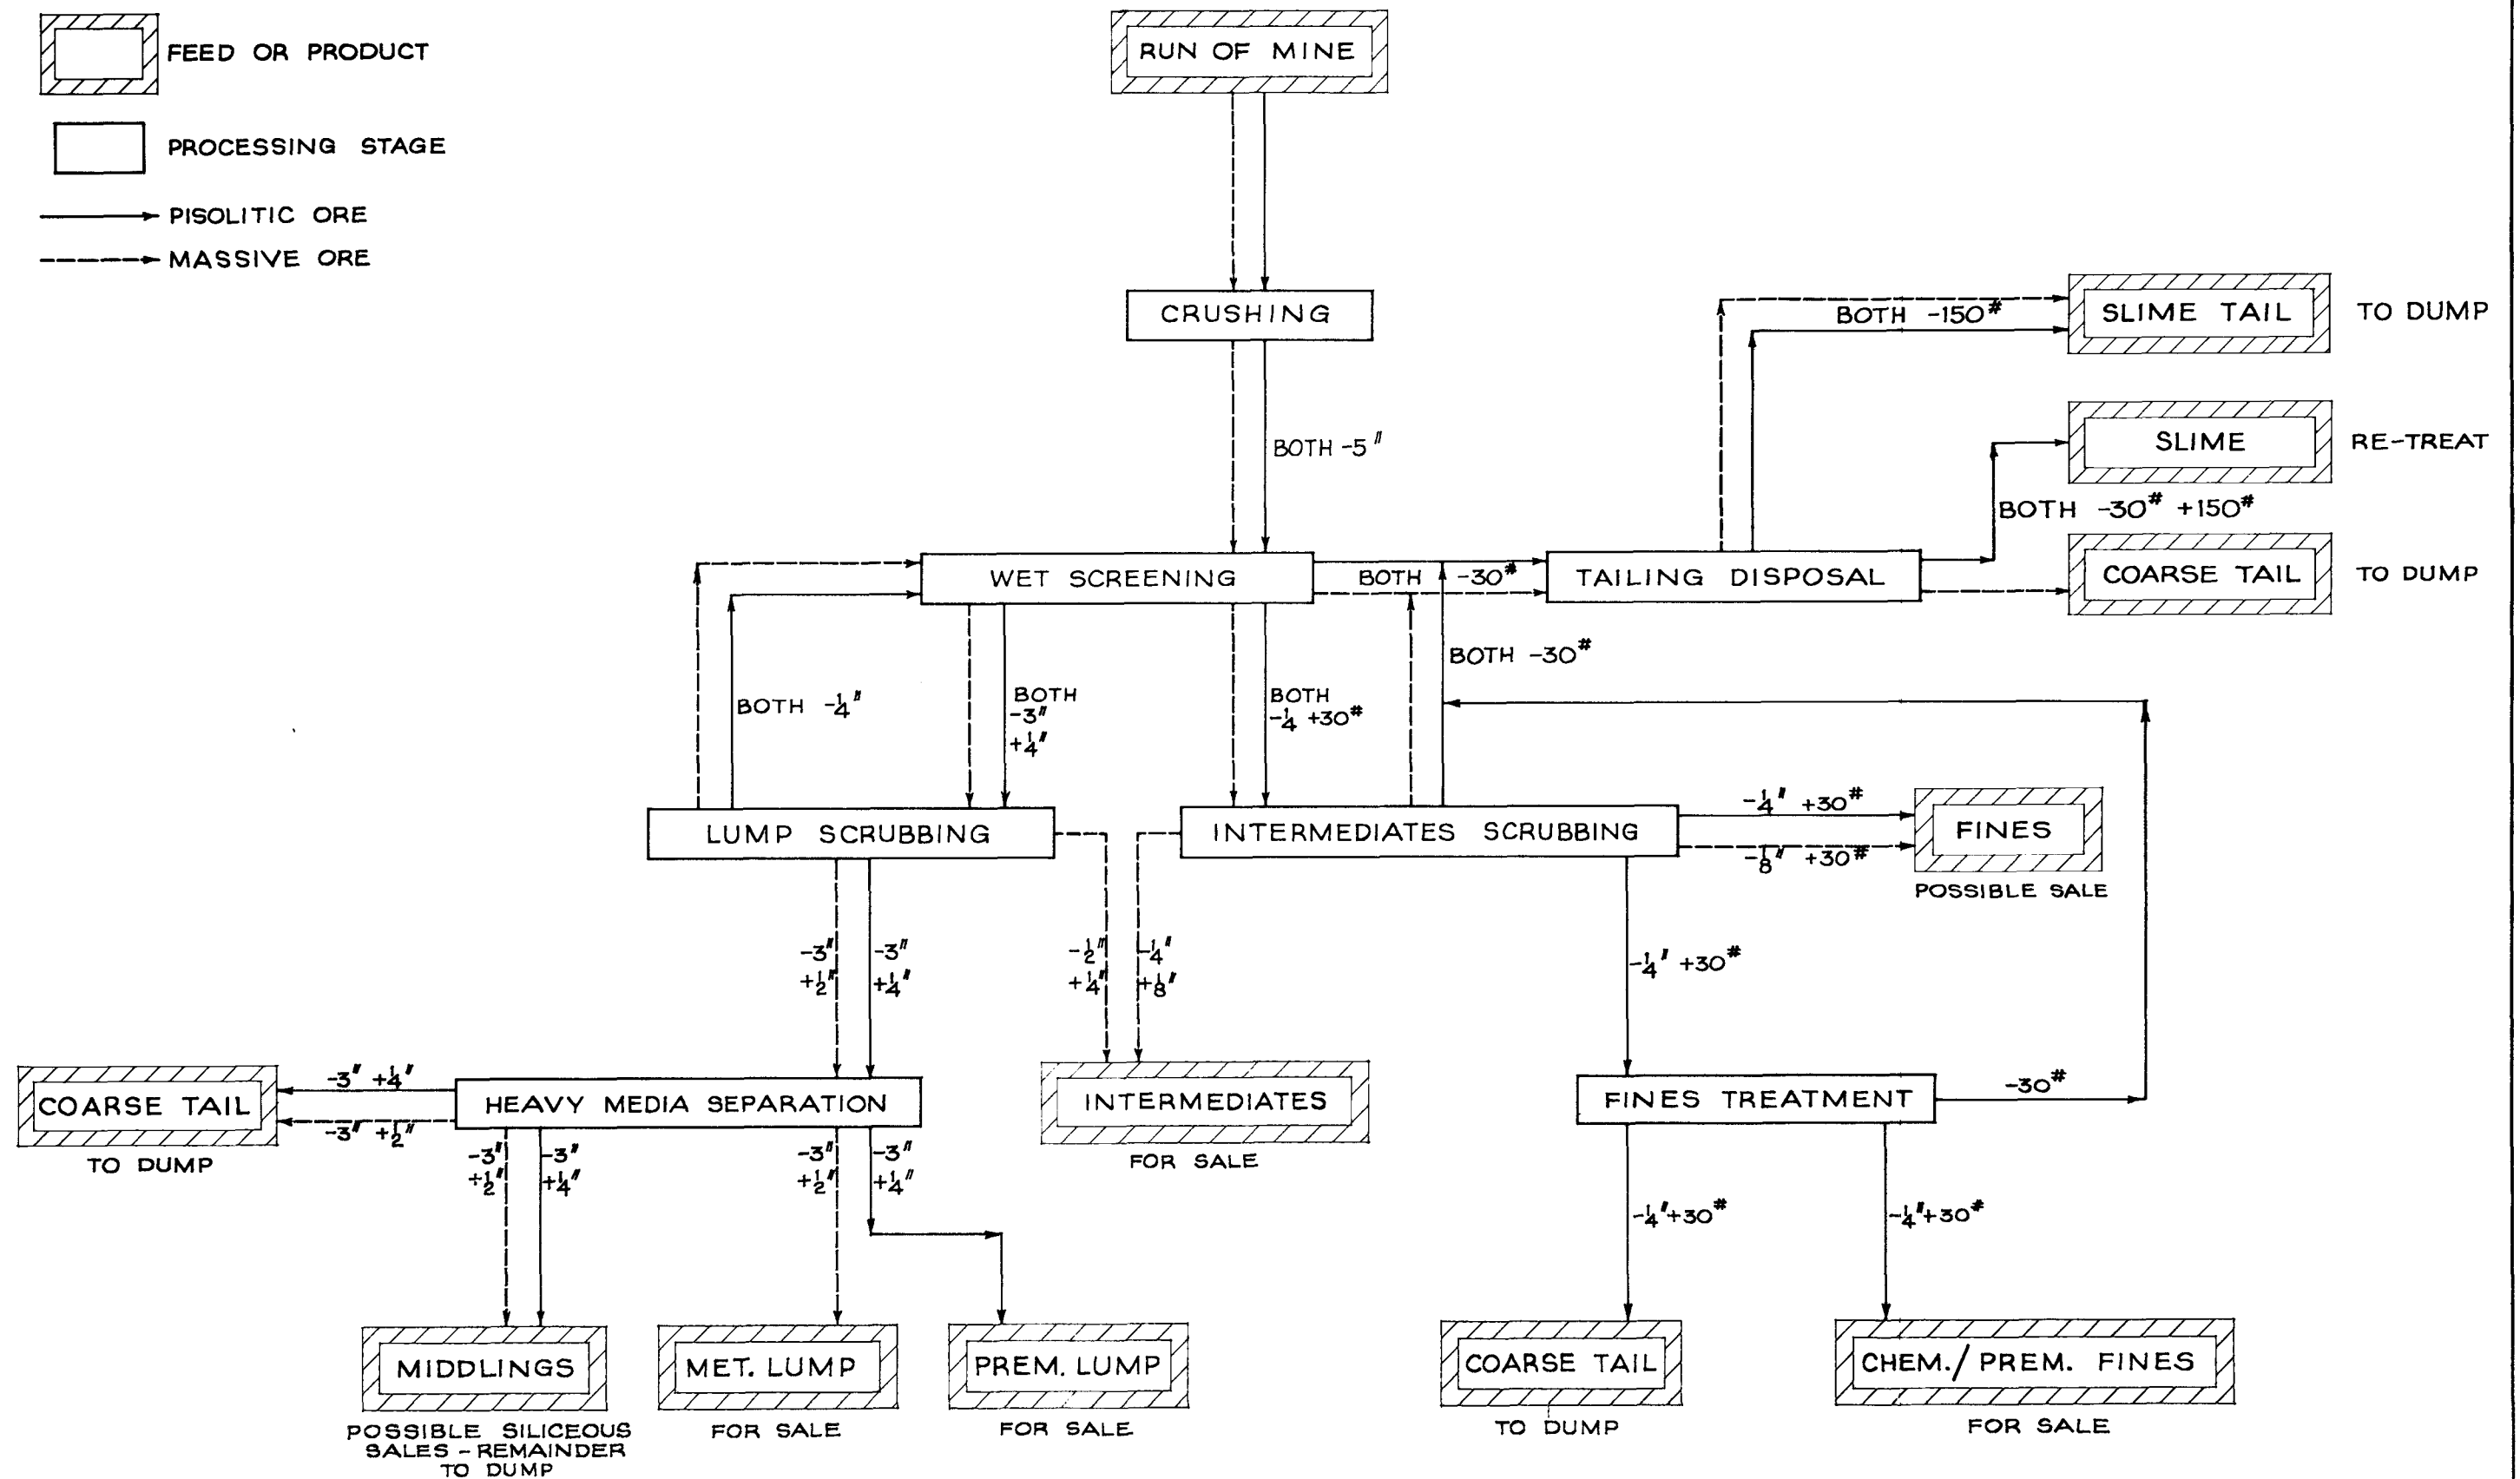 FEED OR PRODUCT
PROCESSING STAGE
PISOLITIC ORE
MASSIVE ORE
RUN OF MINE
CRUSHING
BOTH -5"
BOTH -150#
SLIME TAIL
TO DUMP
SLIME
RE-TREAT
BOTH -30# +150#
COARSE TAIL
TO DUMP
WET SCREENING
BOTH -30#
TAILING DISPOSAL
BOTH -30#
BOTH -¼"
BOTH
-3"
+¼"
BOTH
-¼ +30#
LUMP SCRUBBING
INTERMEDIATES SCRUBBING
-¼" +30#
-⅛" +30#
FINES
POSSIBLE SALE
-3"
+½"
-3"
+¼"
-½"
+¼"
-¼"
+⅛"
-¼" +30#
-3" +¼"
-3" +½"
COARSE TAIL
TO DUMP
HEAVY MEDIA SEPARATION
INTERMEDIATES
FOR SALE
FINES TREATMENT
-30#
-3"
+½"
-3"
+¼"
-3"
+½"
-3"
+¼"
-¼"+30#
-¼"+30#
MIDDLINGS
POSSIBLE SILICEOUS
SALES - REMAINDER
TO DUMP
MET. LUMP
FOR SALE
PREM. LUMP
FOR SALE
COARSE TAIL
TO DUMP
CHEM./PREM. FINES
FOR SALE